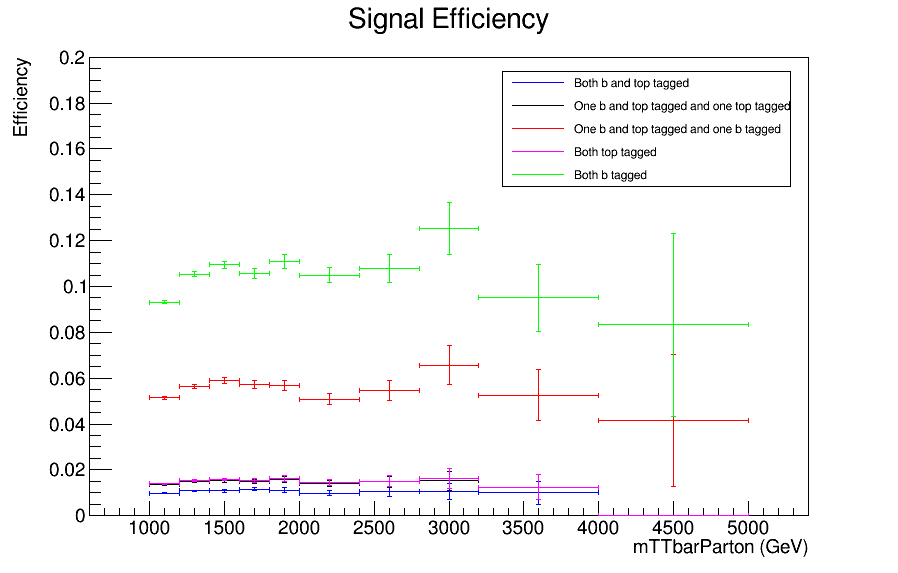 Signal Efficiency
Efficiency
0.2
0.18
0.16
0.14
0.12
0.1
0.08
0.06
0.04
0.02
0
Both b and top tagged
One b and top tagged and one top tagged
One b and top tagged and one b tagged
Both top tagged
Both b tagged
1000 1500 2000 2500 3000 3500 4000 4500 5000
mTTbarParton (GeV)